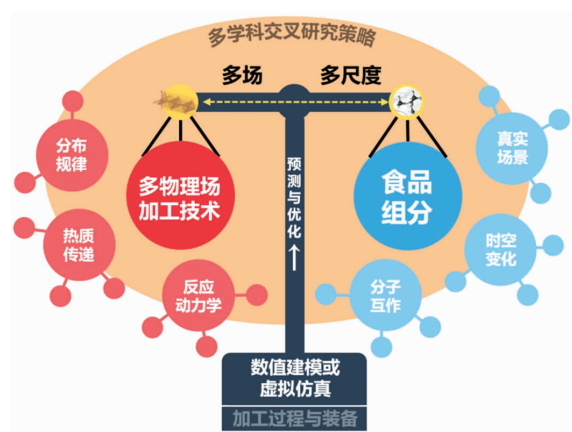 多学科交叉研究策略
多场
多尺度
分布
规律
多物理场
加工技术
热质
传递
反应
动力学
预测与优化
食品
组分
真实
场景
时空
变化
分子
互作
数值建模或
虚拟仿真
加工过程与装备